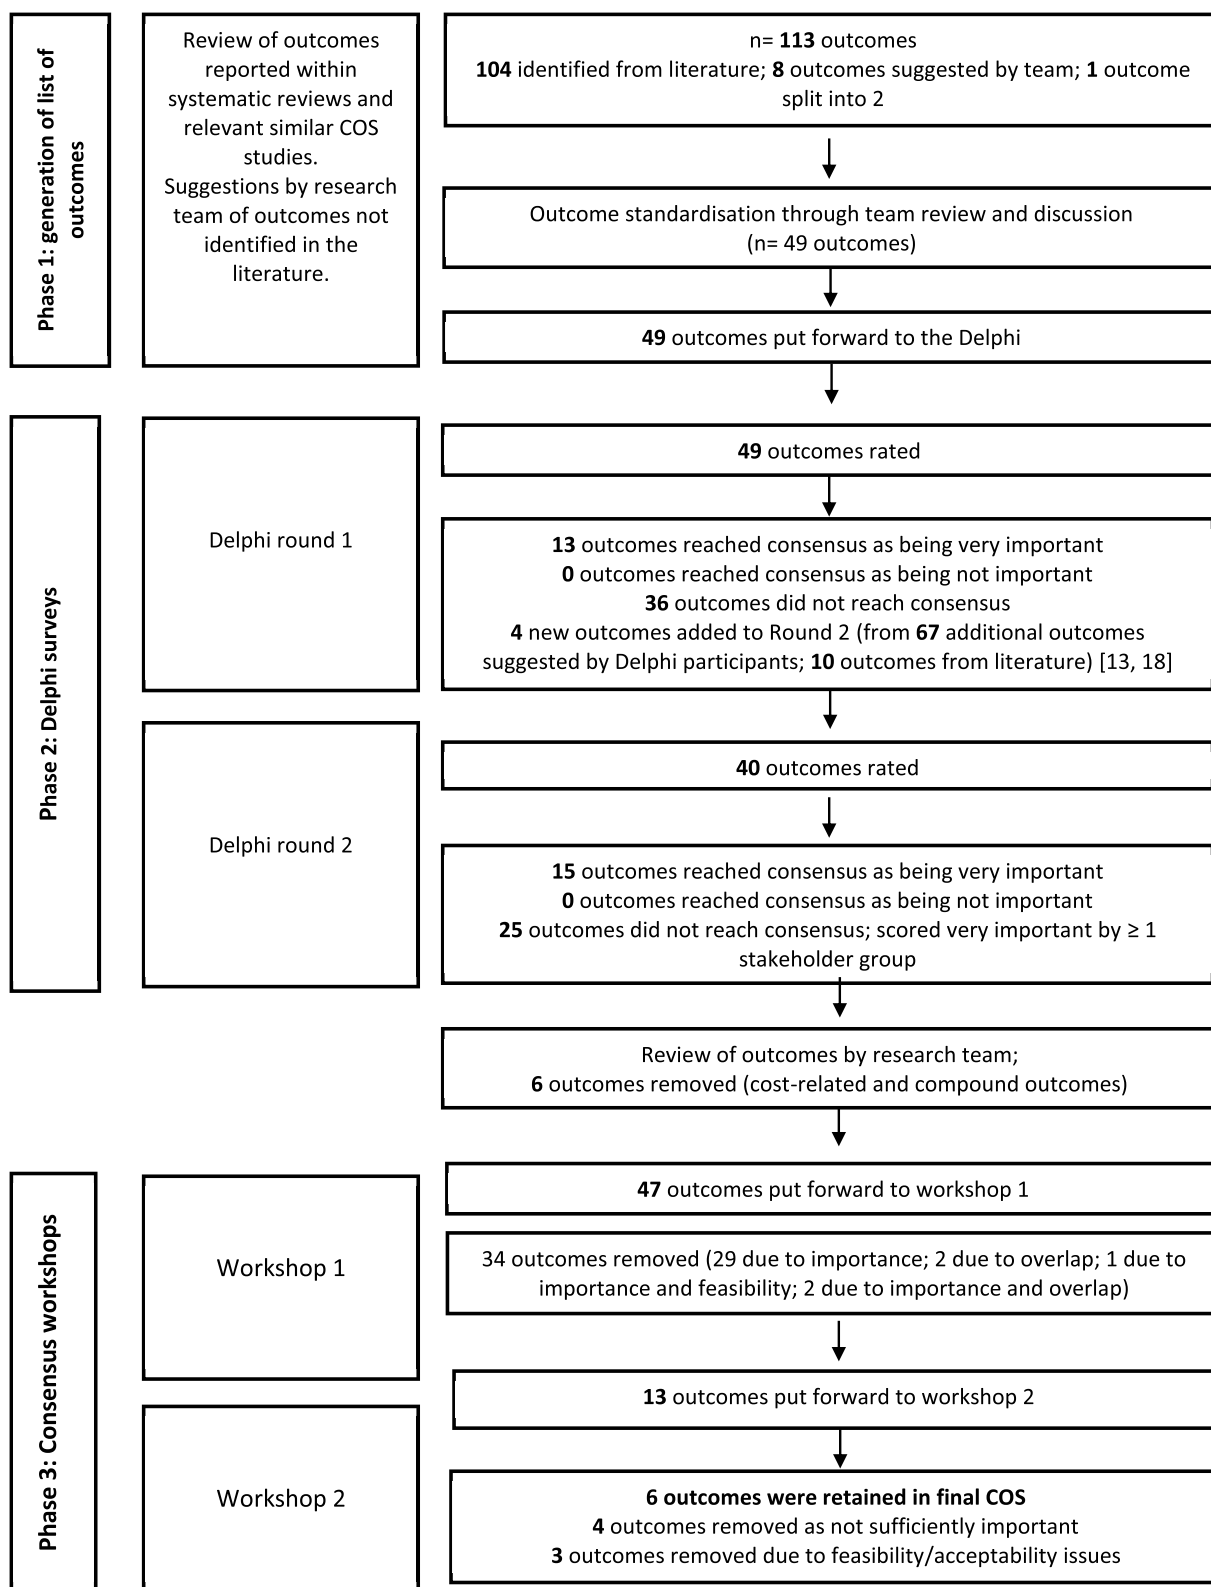 Phase 1: generation of list of
outcomes
Review of outcomes
reported within
systematic reviews and
relevant similar COS
studies.
Suggestions by research
team of outcomes not
identified in the
literature.
n= 113 outcomes
104 identified from literature; 8 outcomes suggested by team; 1 outcome
split into 2
Outcome standardisation through team review and discussion
(n= 49 outcomes)
49 outcomes put forward to the Delphi
Phase 2: Delphi surveys
Delphi round 1
49 outcomes rated
13 outcomes reached consensus as being very important
0 outcomes reached consensus as being not important
36 outcomes did not reach consensus
4 new outcomes added to Round 2 (from 67 additional outcomes
suggested by Delphi participants; 10 outcomes from literature) [13, 18]
Delphi round 2
40 outcomes rated
15 outcomes reached consensus as being very important
0 outcomes reached consensus as being not important
25 outcomes did not reach consensus; scored very important by ≥ 1
stakeholder group
Review of outcomes by research team;
6 outcomes removed (cost-related and compound outcomes)
Phase 3: Consensus workshops
Workshop 1
47 outcomes put forward to workshop 1
34 outcomes removed (29 due to importance; 2 due to overlap; 1 due to
importance and feasibility; 2 due to importance and overlap)
Workshop 2
13 outcomes put forward to workshop 2
6 outcomes were retained in final COS
4 outcomes removed as not sufficiently important
3 outcomes removed due to feasibility/acceptability issues